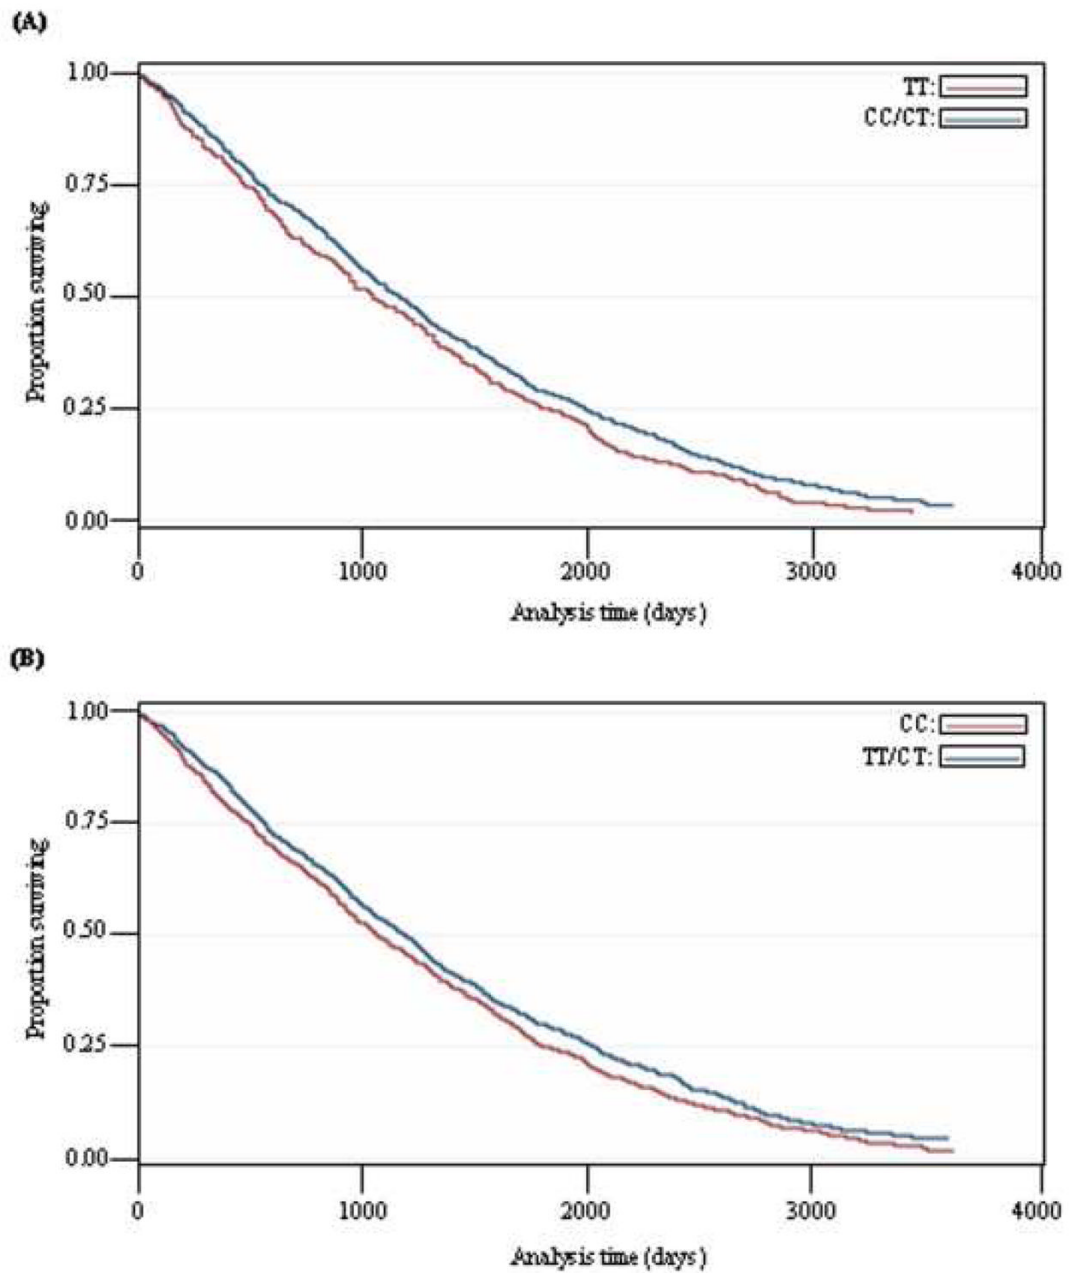 (A)
1.00
TT:
CC/CT:
0.75
Proportion surviving
0.50
0.25
0.00
0 1000 2000 3000 4000
Analysis time (days)
(B)
1.00
CC:
TT/CT:
0.75
Proportion surviving
0.50
0.25
0.00
0 1000 2000 3000 4000
Analysis time (days)